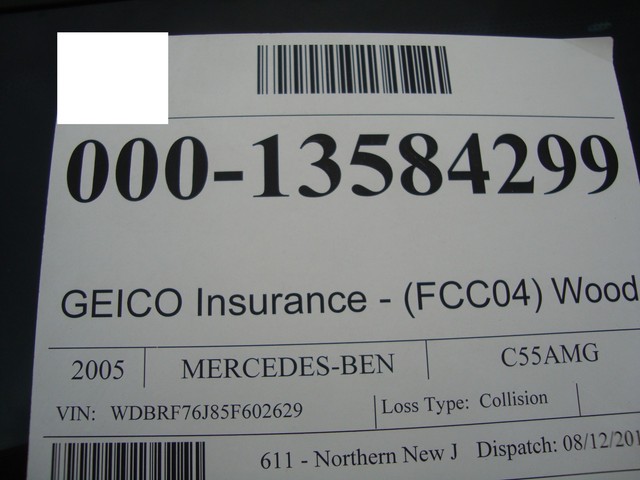 000-13584299
GEICO Insurance - (FCC04) Wood
2005 MERCEDES-BEN C55AMG
VIN: WDBRF76J85F602629 Loss Type: Collision
611 - Northern New J Dispatch: 08/12/201